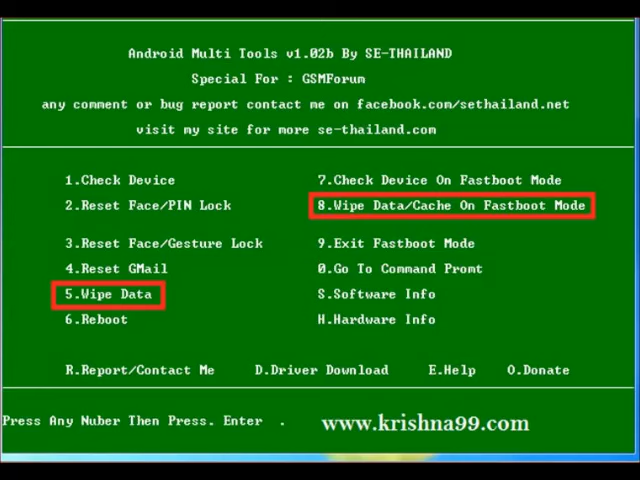 Android Multi Tools v1.02b By SE-THAILAND
Special For : GSMForum
any comment or bug report contact me on facebook.com/sethailand.net
visit my site for more se-thailand.com
1.Check Device 7.Check Device On Fastboot Mode
2.Reset Face/PIN Lock 8.Wipe Data/Cache On Fastboot Mode
3.Reset Face/Gesture Lock 9.Exit Fastboot Mode
4.Reset GMail 0.Go To Command Promt
5.Wipe Data S.Software Info
6.Reboot H.Hardware Info
R.Report/Contact Me D.Driver Download E.Help O.Donate
Press Any Nuber Then Press. Enter .
www.krishna99.com